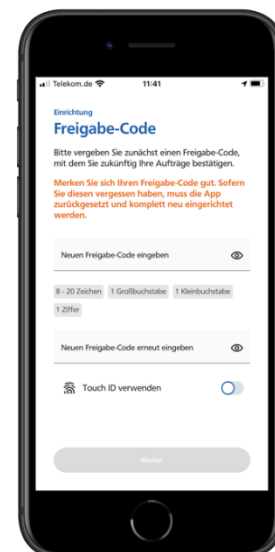 Telekom.de 11:41
Einrichtung
Freigabe-Code
Bitte vergeben Sie zunächst einen Freigabe-Code,
mit dem Sie zukünftig Ihre Aufträge bestätigen.
Merken Sie sich Ihren Freigabe-Code gut. Sofern
Sie diesen vergessen haben, muss die App
zurückgesetzt und komplett neu eingerichtet
werden.
Neuen Freigabe-Code eingeben
8 - 20 Zeichen 1 Großbuchstabe 1 Kleinbuchstabe
1 Ziffer
Neuen Freigabe-Code erneut eingeben
Touch ID verwenden
Weiter